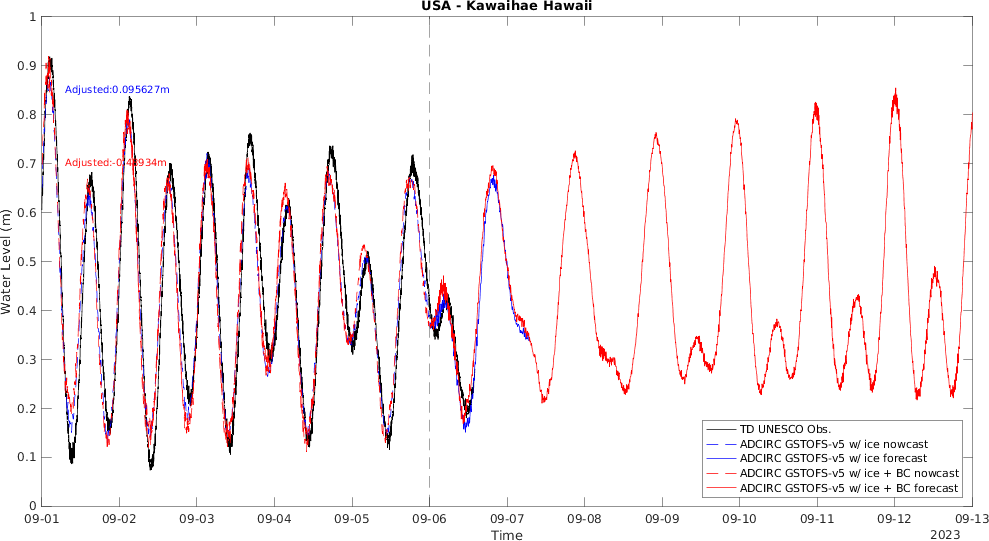 USA - Kawaihae Hawaii
1
0.9
0.8
0.7
0.6
0.5
0.4
0.3
0.2
0.1
0
Water Level (m)
Adjusted:0.095627m
TD UNESCO Obs.
ADCIRC GSTOFS-v5 w/ ice nowcast
ADCIRC GSTOFS-v5 w/ ice forecast
ADCIRC GSTOFS-v5 w/ ice + BC nowcast
ADCIRC GSTOFS-v5 w/ ice + BC forecast
09-01 09-02 09-03 09-04 09-05 09-06 09-07 09-08 09-09 09-10 09-11 09-12 09-13
Time
2023